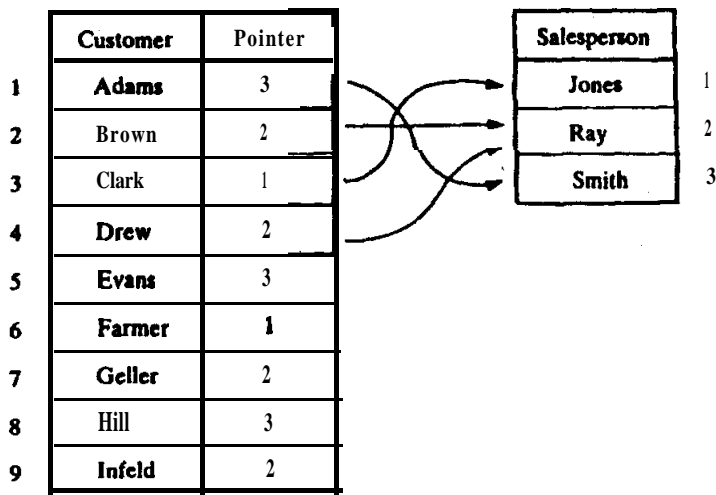 Customer Pointer Salesperson
1 Adams 3 Jones 1
2 Brown 2 Ray 2
3 Clark 1 Smith 3
4 Drew 2
5 Evans 3
6 Farmer 1
7 Geller 2
8 Hill 3
9 Infeld 2